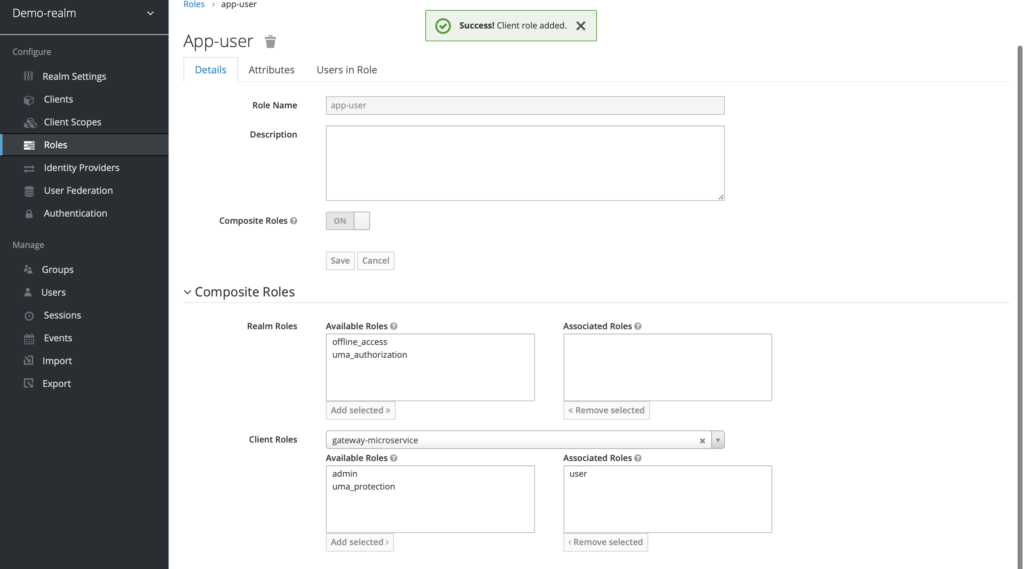 Demo-realm
Configure
Realm Settings
Clients
Client Scopes
Roles
Identity Providers
User Federation
Authentication
Manage
Groups
Users
Sessions
Events
Import
Export
Roles > app-user
Success! Client role added.
App-user
Details Attributes Users in Role
Role Name app-user
Description
Composite Roles ON
Save Cancel
Composite Roles
Realm Roles Available Roles Associated Roles
offline_access
uma_authorization
Add selected » « Remove selected
Client Roles gateway-microservice
Available Roles Associated Roles
admin user
uma_protection
Add selected › ‹ Remove selected